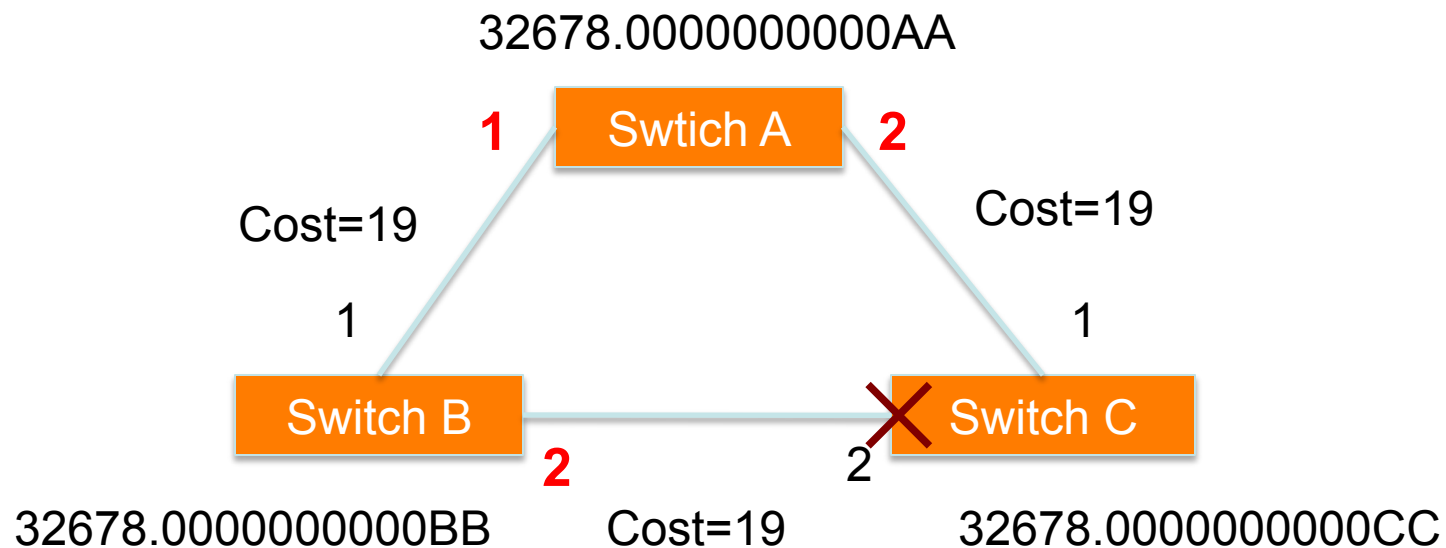 32678.0000000000AA
1 Swtich A 2
Cost=19 Cost=19
1 1
Switch B Switch C
2 2
32678.0000000000BB Cost=19 32678.0000000000CC